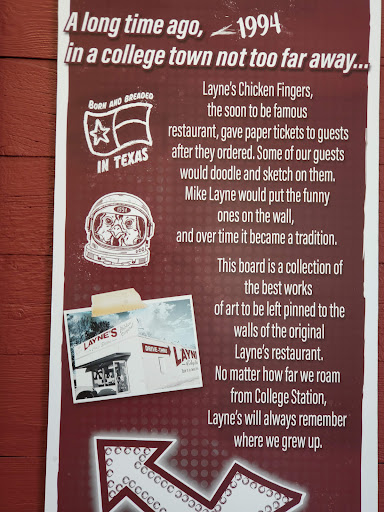 A long time ago, 1994
in a college town not too far away...
BORN AND BREADED
IN TEXAS
Layne's Chicken Fingers,
the soon to be famous
restaurant, gave paper tickets to guests
after they ordered. Some of our guests
would doodle and sketch on them.
Mike Layne would put the funny
ones on the wall,
and over time it became a tradition.
This board is a collection of
the best works
of art to be left pinned to the
walls of the original
Layne's restaurant.
No matter how far we roam
from College Station,
Layne's will always remember
where we grew up.
LAYNE'S
DRIVE-THRU
LAYNE